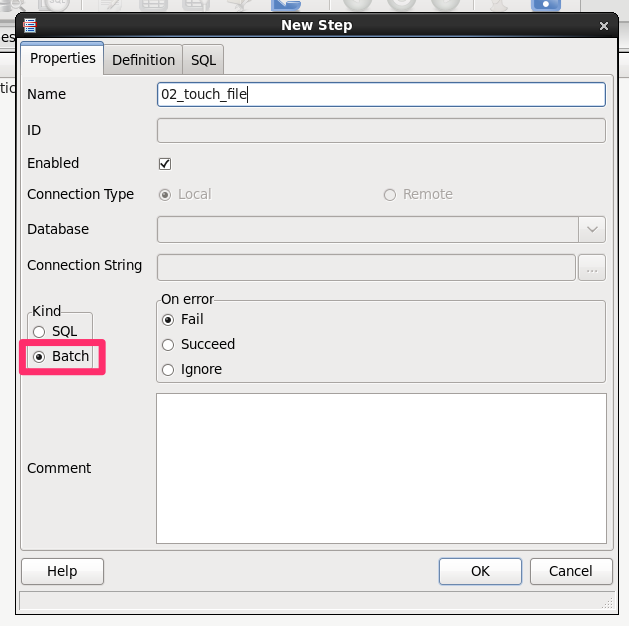 New Step
Properties Definition SQL
Name 02_touch_file
ID
Enabled
Connection Type Local Remote
Database
Connection String ...
Kind On error
SQL Fail
Batch Succeed
Ignore
Comment
Help OK Cancel